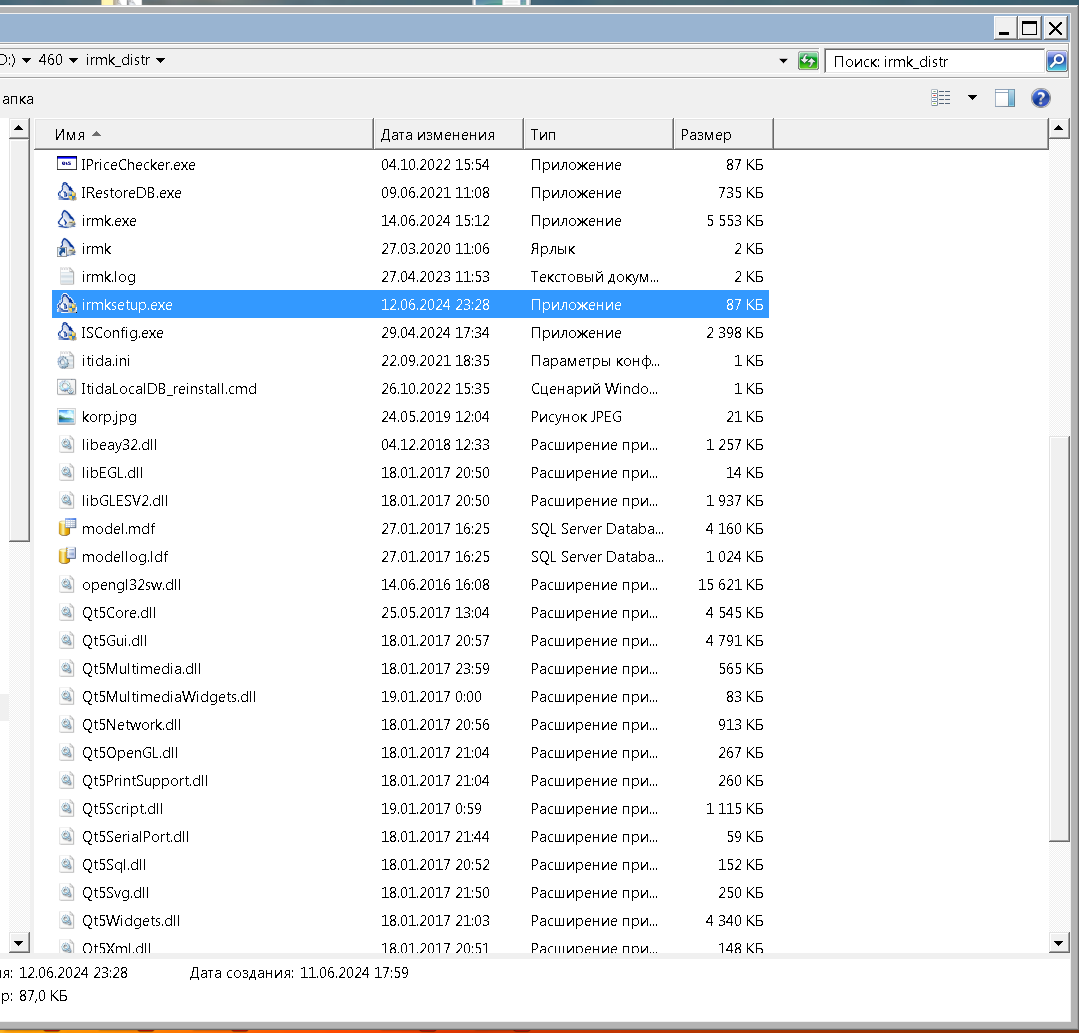 D:) 460 irmk_distr Поиск: irmk_distr
апка
Имя Дата изменения Тип Размер
IPriceChecker.exe 04.10.2022 15:54 Приложение 87 КБ
IRestoreDB.exe 09.06.2021 11:08 Приложение 735 КБ
irmk.exe 14.06.2024 15:12 Приложение 5 553 КБ
irmk 27.03.2020 11:06 Ярлык 2 КБ
irmk.log 27.04.2023 11:53 Текстовый докум... 2 КБ
irmksetup.exe 12.06.2024 23:28 Приложение 87 КБ
ISConfig.exe 29.04.2024 17:34 Приложение 2 398 КБ
itida.ini 22.09.2021 18:35 Параметры конф... 1 КБ
ItidaLocalDB_reinstall.cmd 26.10.2022 15:35 Сценарий Windo... 1 КБ
korp.jpg 24.05.2019 12:04 Рисунок JPEG 21 КБ
libeay32.dll 04.12.2018 12:33 Расширение при... 1 257 КБ
libEGL.dll 18.01.2017 20:50 Расширение при... 14 КБ
libGLESV2.dll 18.01.2017 20:50 Расширение при... 1 937 КБ
model.mdf 27.01.2017 16:25 SQL Server Databa... 4 160 КБ
modellog.ldf 27.01.2017 16:25 SQL Server Databa... 1 024 КБ
opengl32sw.dll 14.06.2016 16:08 Расширение при... 15 621 КБ
Qt5Core.dll 25.05.2017 13:04 Расширение при... 4 545 КБ
Qt5Gui.dll 18.01.2017 20:57 Расширение при... 4 791 КБ
Qt5Multimedia.dll 18.01.2017 23:59 Расширение при... 565 КБ
Qt5MultimediaWidgets.dll 19.01.2017 0:00 Расширение при... 83 КБ
Qt5Network.dll 18.01.2017 20:56 Расширение при... 913 КБ
Qt5OpenGL.dll 18.01.2017 21:04 Расширение при... 267 КБ
Qt5PrintSupport.dll 18.01.2017 21:04 Расширение при... 260 КБ
Qt5Script.dll 19.01.2017 0:59 Расширение при... 1 115 КБ
Qt5SerialPort.dll 18.01.2017 21:44 Расширение при... 59 КБ
Qt5Sql.dll 18.01.2017 20:52 Расширение при... 152 КБ
Qt5Svg.dll 18.01.2017 21:50 Расширение при... 250 КБ
Qt5Widgets.dll 18.01.2017 21:03 Расширение при... 4 340 КБ
Qt5Xml.dll 18.01.2017 20:51 Расширение при... 148 КБ
ия: 12.06.2024 23:28 Дата создания: 11.06.2024 17:59
р: 87,0 КБ